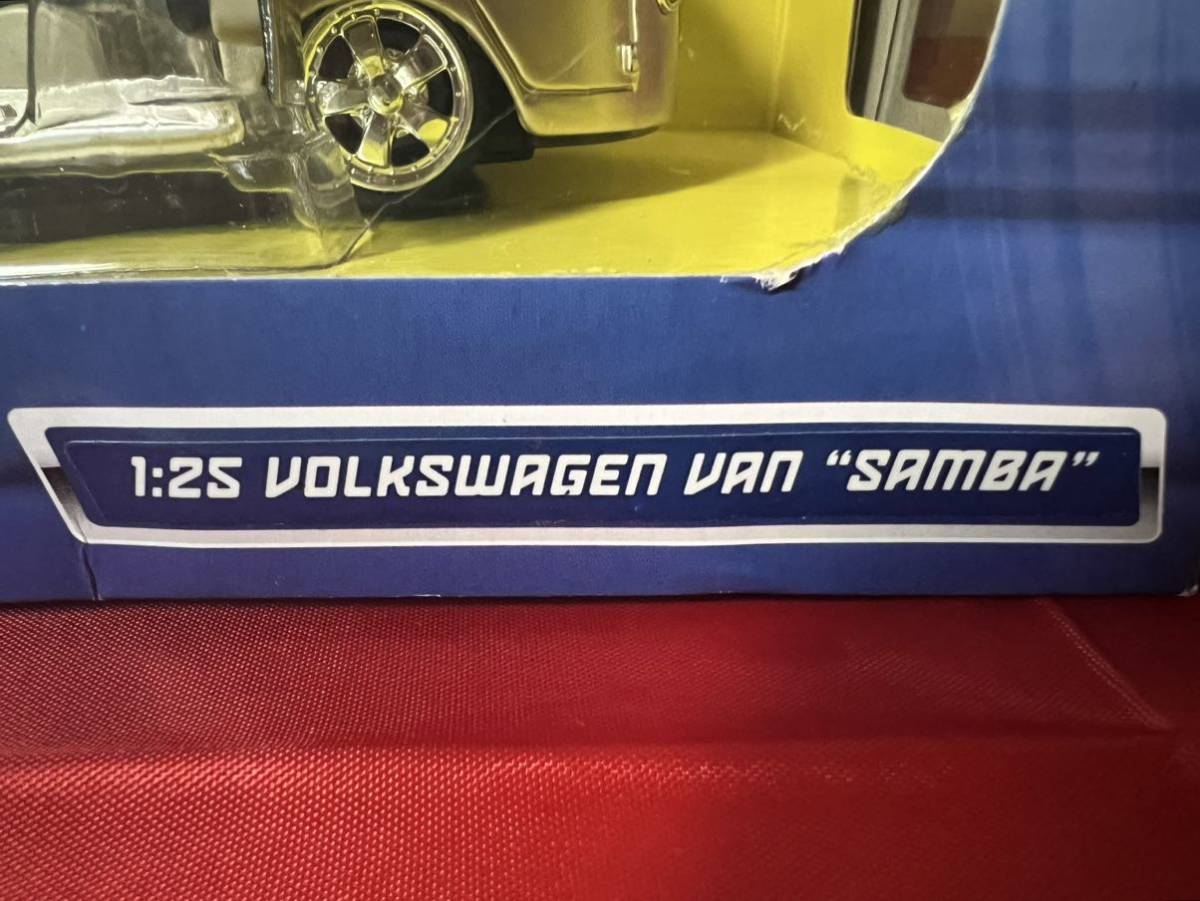 1:25 VOLKSWAGEN VAN “SAMBA”